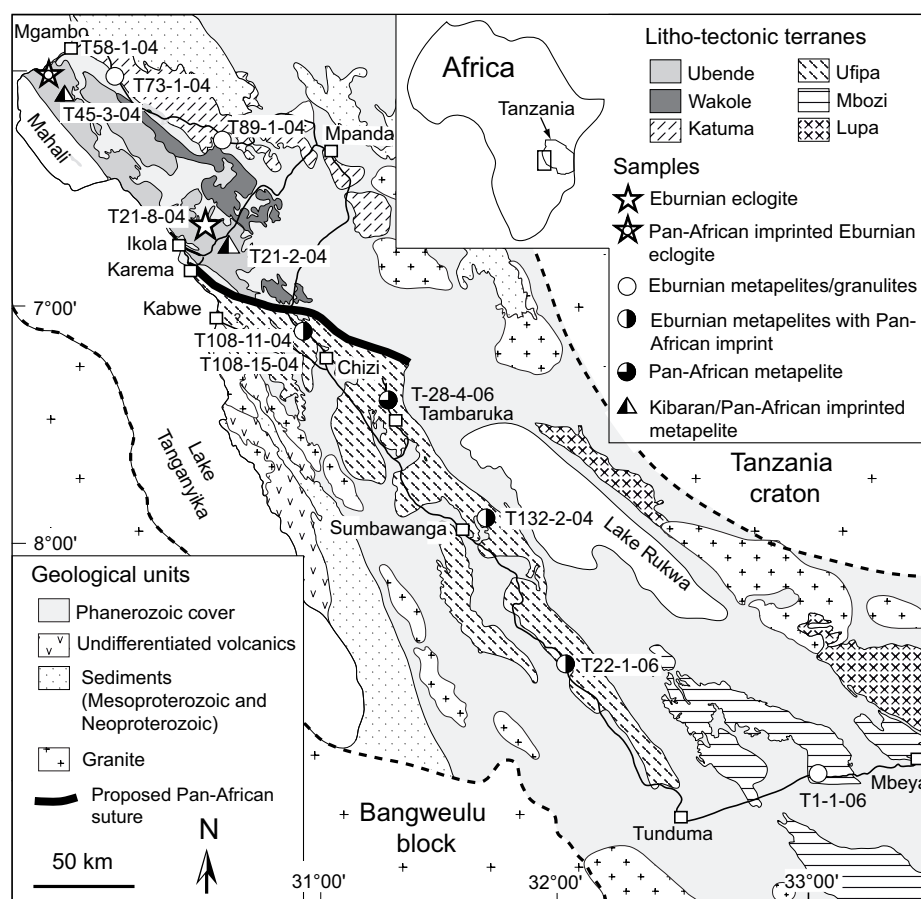 Mgambo
T58-1-04
T73-1-04
T45-3-04
Mahali
T89-1-04
Mpanda
T21-8-04
Ikola
T21-2-04
Karema
7°00'
Kabwe
T108-11-04
T108-15-04
Chizi
T-28-4-06
Tambaruka
Lake
Tanganyika
Sumbawanga
T132-2-04
Lake Rukwa
Tanzania
craton
8°00'
T22-1-06
Mbeya
T1-1-06
Tunduma
Bangweulu
block
31°00'
32°00'
33°00'
Africa
Tanzania
Litho-tectonic terranes
Ubende
Ufipa
Wakole
Mbozi
Katuma
Lupa
Samples
Eburnian eclogite
Pan-African imprinted Eburnian
eclogite
Eburnian metapelites/granulites
Eburnian metapelites with Pan-
African imprint
Pan-African metapelite
Kibaran/Pan-African imprinted
metapelite
Geological units
Phanerozoic cover
Undifferentiated volcanics
Sediments
(Mesoproterozoic and
Neoproterozoic)
Granite
Proposed Pan-African
suture
N
50 km